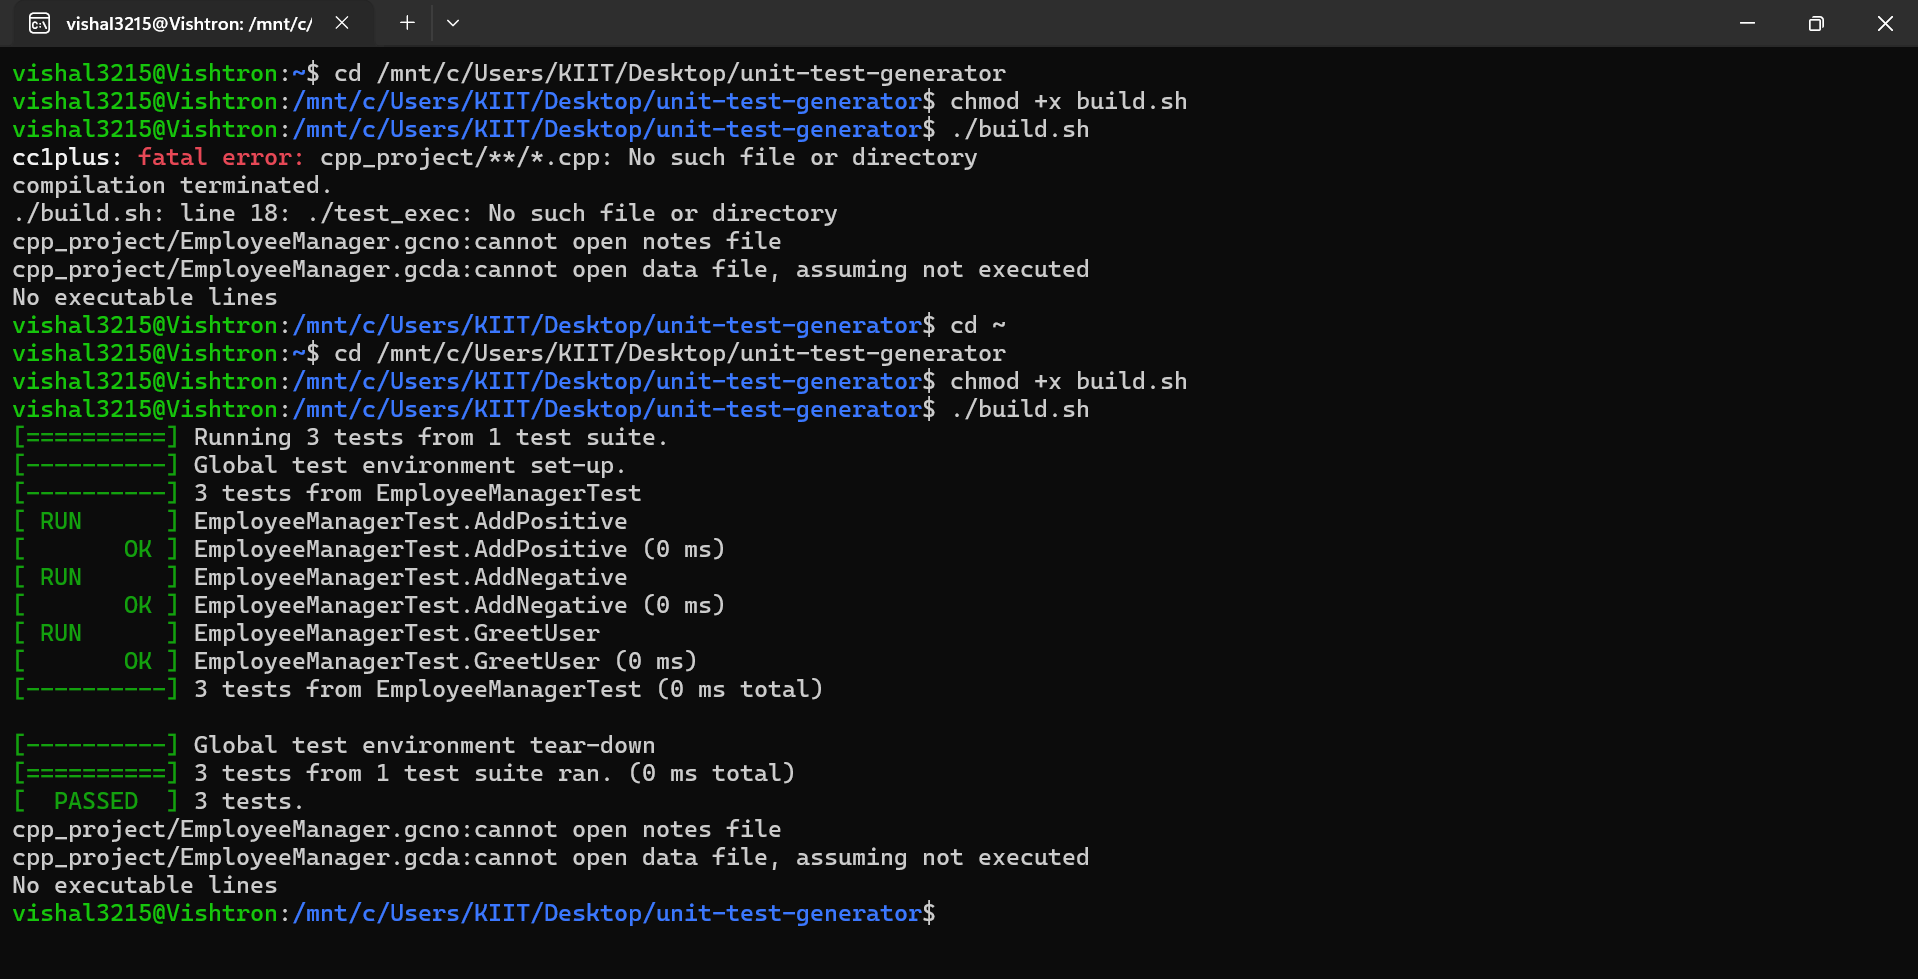 vishal3215@Vishtron: /mnt/c/
vishal3215@Vishtron:~$ cd /mnt/c/Users/KIIT/Desktop/unit-test-generator
vishal3215@Vishtron:/mnt/c/Users/KIIT/Desktop/unit-test-generator$ chmod +x build.sh
vishal3215@Vishtron:/mnt/c/Users/KIIT/Desktop/unit-test-generator$ ./build.sh
cc1plus: fatal error: cpp_project/**/*.cpp: No such file or directory
compilation terminated.
./build.sh: line 18: ./test_exec: No such file or directory
cpp_project/EmployeeManager.gcno:cannot open notes file
cpp_project/EmployeeManager.gcda:cannot open data file, assuming not executed
No executable lines
vishal3215@Vishtron:/mnt/c/Users/KIIT/Desktop/unit-test-generator$ cd ~
vishal3215@Vishtron:~$ cd /mnt/c/Users/KIIT/Desktop/unit-test-generator
vishal3215@Vishtron:/mnt/c/Users/KIIT/Desktop/unit-test-generator$ chmod +x build.sh
vishal3215@Vishtron:/mnt/c/Users/KIIT/Desktop/unit-test-generator$ ./build.sh
[==========] Running 3 tests from 1 test suite.
[----------] Global test environment set-up.
[----------] 3 tests from EmployeeManagerTest
[ RUN      ] EmployeeManagerTest.AddPositive
[       OK ] EmployeeManagerTest.AddPositive (0 ms)
[ RUN      ] EmployeeManagerTest.AddNegative
[       OK ] EmployeeManagerTest.AddNegative (0 ms)
[ RUN      ] EmployeeManagerTest.GreetUser
[       OK ] EmployeeManagerTest.GreetUser (0 ms)
[----------] 3 tests from EmployeeManagerTest (0 ms total)

[----------] Global test environment tear-down
[==========] 3 tests from 1 test suite ran. (0 ms total)
[  PASSED  ] 3 tests.
cpp_project/EmployeeManager.gcno:cannot open notes file
cpp_project/EmployeeManager.gcda:cannot open data file, assuming not executed
No executable lines
vishal3215@Vishtron:/mnt/c/Users/KIIT/Desktop/unit-test-generator$